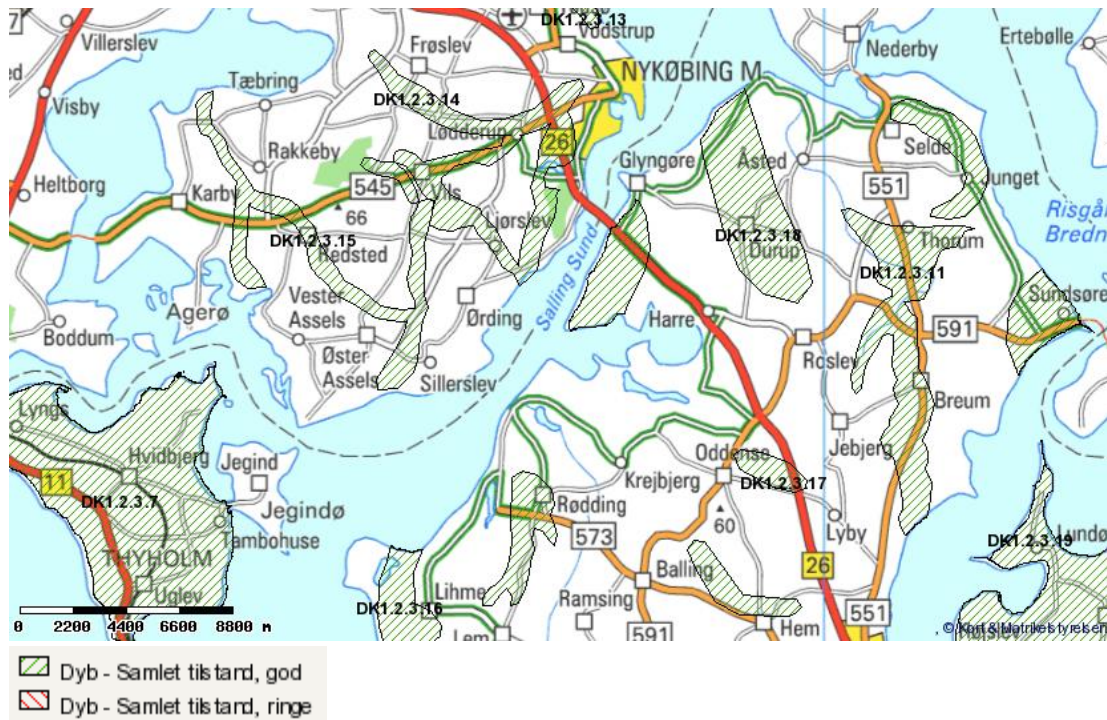 DK1.2.3.13
Villerslev
Vodstrup
Nederby
Ertebølle
Frøslev
Tæbring
NYKØBING M
Visby
DK1.2.3.14
Lødderup
26
Selde
Rakkeby
Glyngøre
Åsted
Heltborg
Karby
545
Vils
551
Junget
66
Ljørslev
DK1.2.3.15
Redsted
DK1.2.3.18
Durup
Thorum
DK1.2.3.11
Sundsøre
Salling Sund
Agerø
Vester
Assels
Ørding
Harre
Boddum
Øster
Assels
Sillerslev
Roslev
591
Breum
Lyngs
Hvidbjerg
Jegind
11
DK1.2.3.7
Jegindø
Tambohuse
THYHOLM
Uglev
Oddense
Krejbjerg
DK1.2.3.17
Jebjerg
Rødding
573
60
Lyby
DK1.2.3.19
Balling
26
Lihme
DK1.2.3.16
Ramsing
Lem
591
Hem
551
0 2200 4400 6600 8800 m
© Kort & Matrikelstyrelsen
Dyb - Samlet tilstand, god
Dyb - Samlet tilstand, ringe